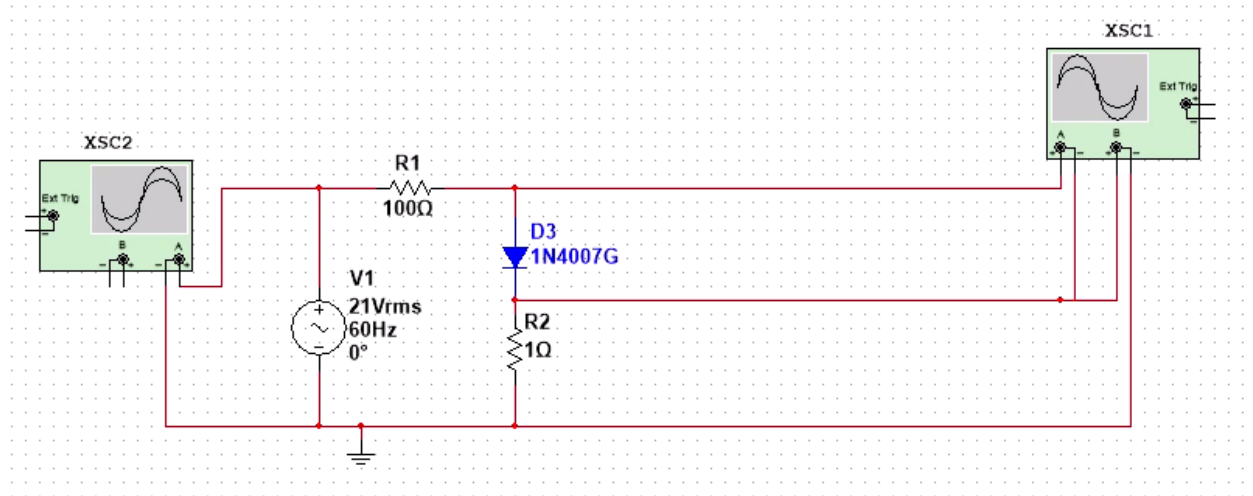 XSC1
Ext Trig
+
-
A
B
+ - + -
XSC2
Ext Trig
+
-
B
A
- + - +
R1
100Ω
D3
1N4007G
V1
21Vrms
60Hz
0°
+
-
R2
1Ω